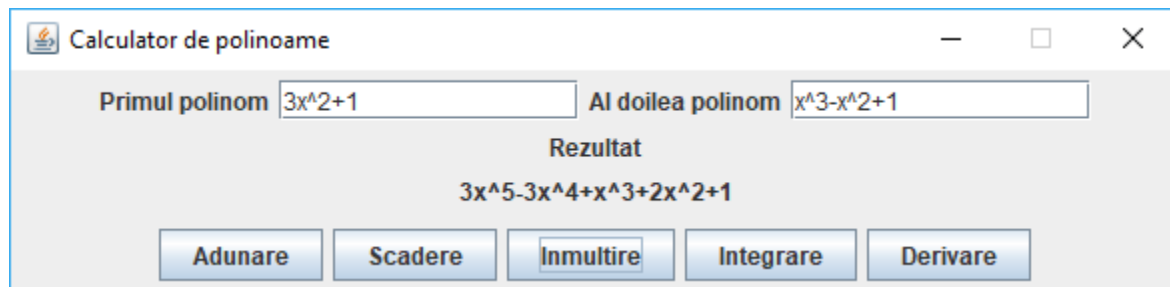 Calculator de polinoame
Primul polinom 3x^2+1 Al doilea polinom x^3-x^2+1
Rezultat
3x^5-3x^4+x^3+2x^2+1
Adunare Scadere Inmultire Integrare Derivare